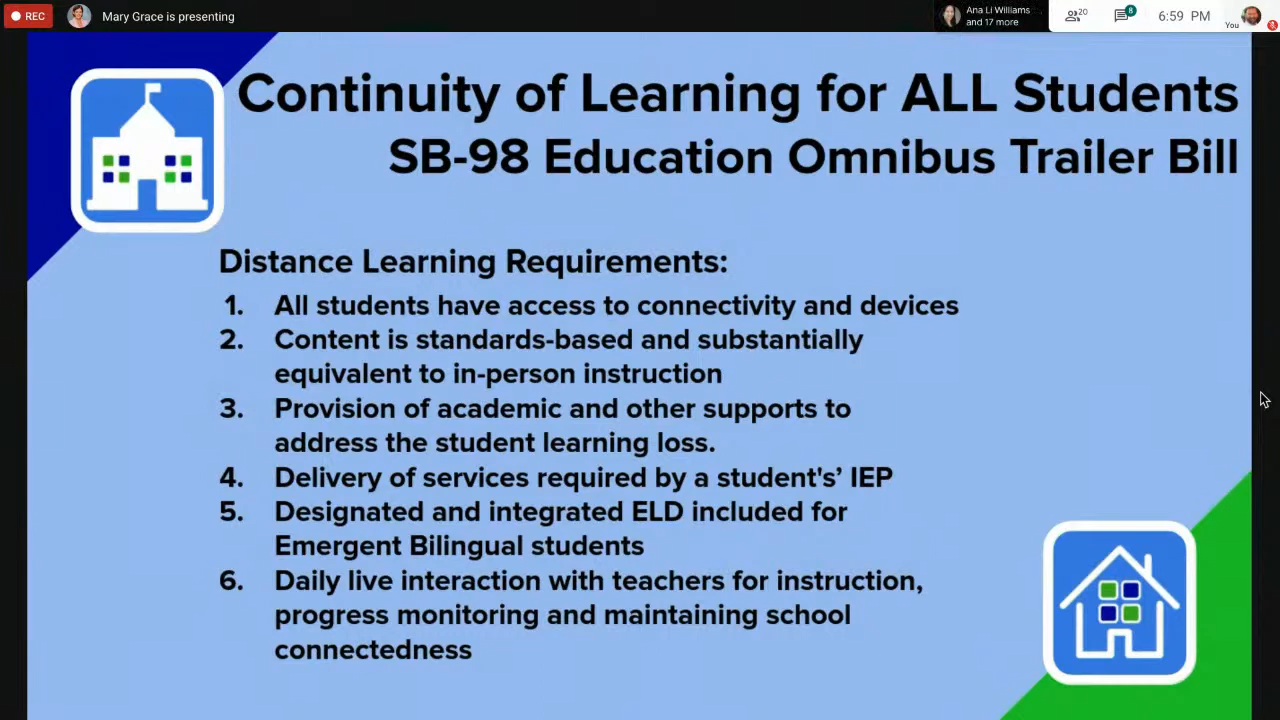 REC
Mary Grace is presenting
Ana Li Williams
and 17 more
20
8
6:59 PM
You
Continuity of Learning for ALL Students
SB-98 Education Omnibus Trailer Bill
Distance Learning Requirements:
1. All students have access to connectivity and devices
2. Content is standards-based and substantially
equivalent to in-person instruction
3. Provision of academic and other supports to
address the student learning loss.
4. Delivery of services required by a student's’ IEP
5. Designated and integrated ELD included for
Emergent Bilingual students
6. Daily live interaction with teachers for instruction,
progress monitoring and maintaining school
connectedness